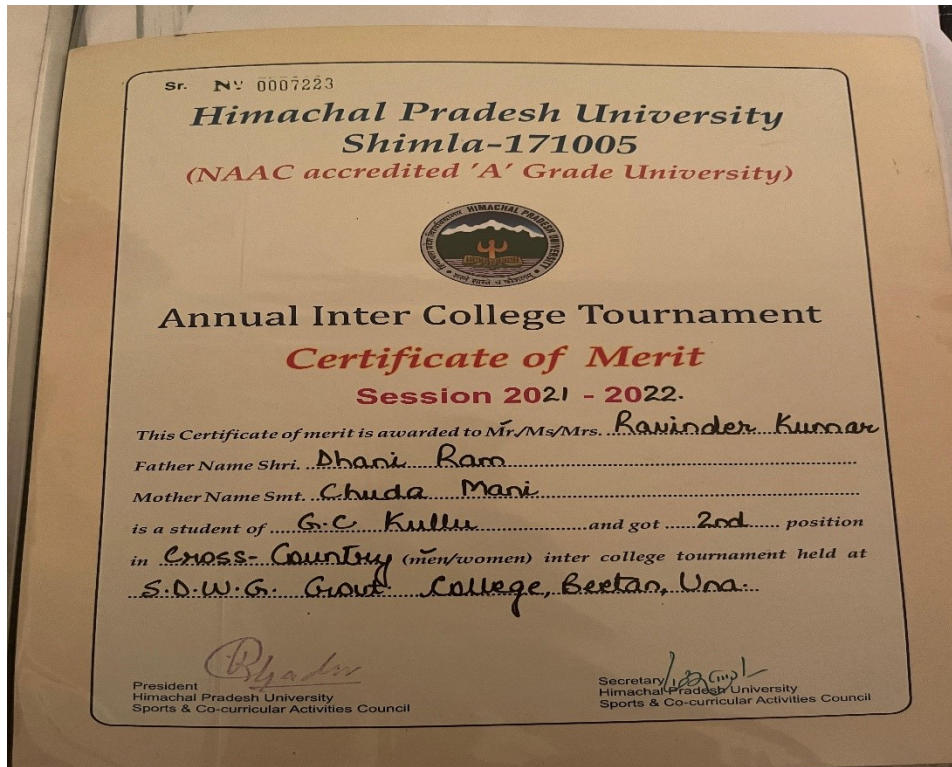 Sr. Nº 0007223
Himachal Pradesh University
Shimla-171005
(NAAC accredited 'A' Grade University)
HIMACHAL PRADESH UNIVERSITY
Annual Inter College Tournament
Certificate of Merit
Session 2021 - 2022.
This Certificate of merit is awarded to Mr./Ms/Mrs. Ravinder Kumar
Father Name Shri. Dhani Ram
Mother Name Smt. Chuda Mani
is a student of G.C Kullu and got 2nd position
in Cross-Country (men/women) inter college tournament held at
S.D.W.G. Govt College, Beetan, Una.
President
Himachal Pradesh University
Sports & Co-curricular Activities Council
Secretary
Himachal Pradesh University
Sports & Co-curricular Activities Council